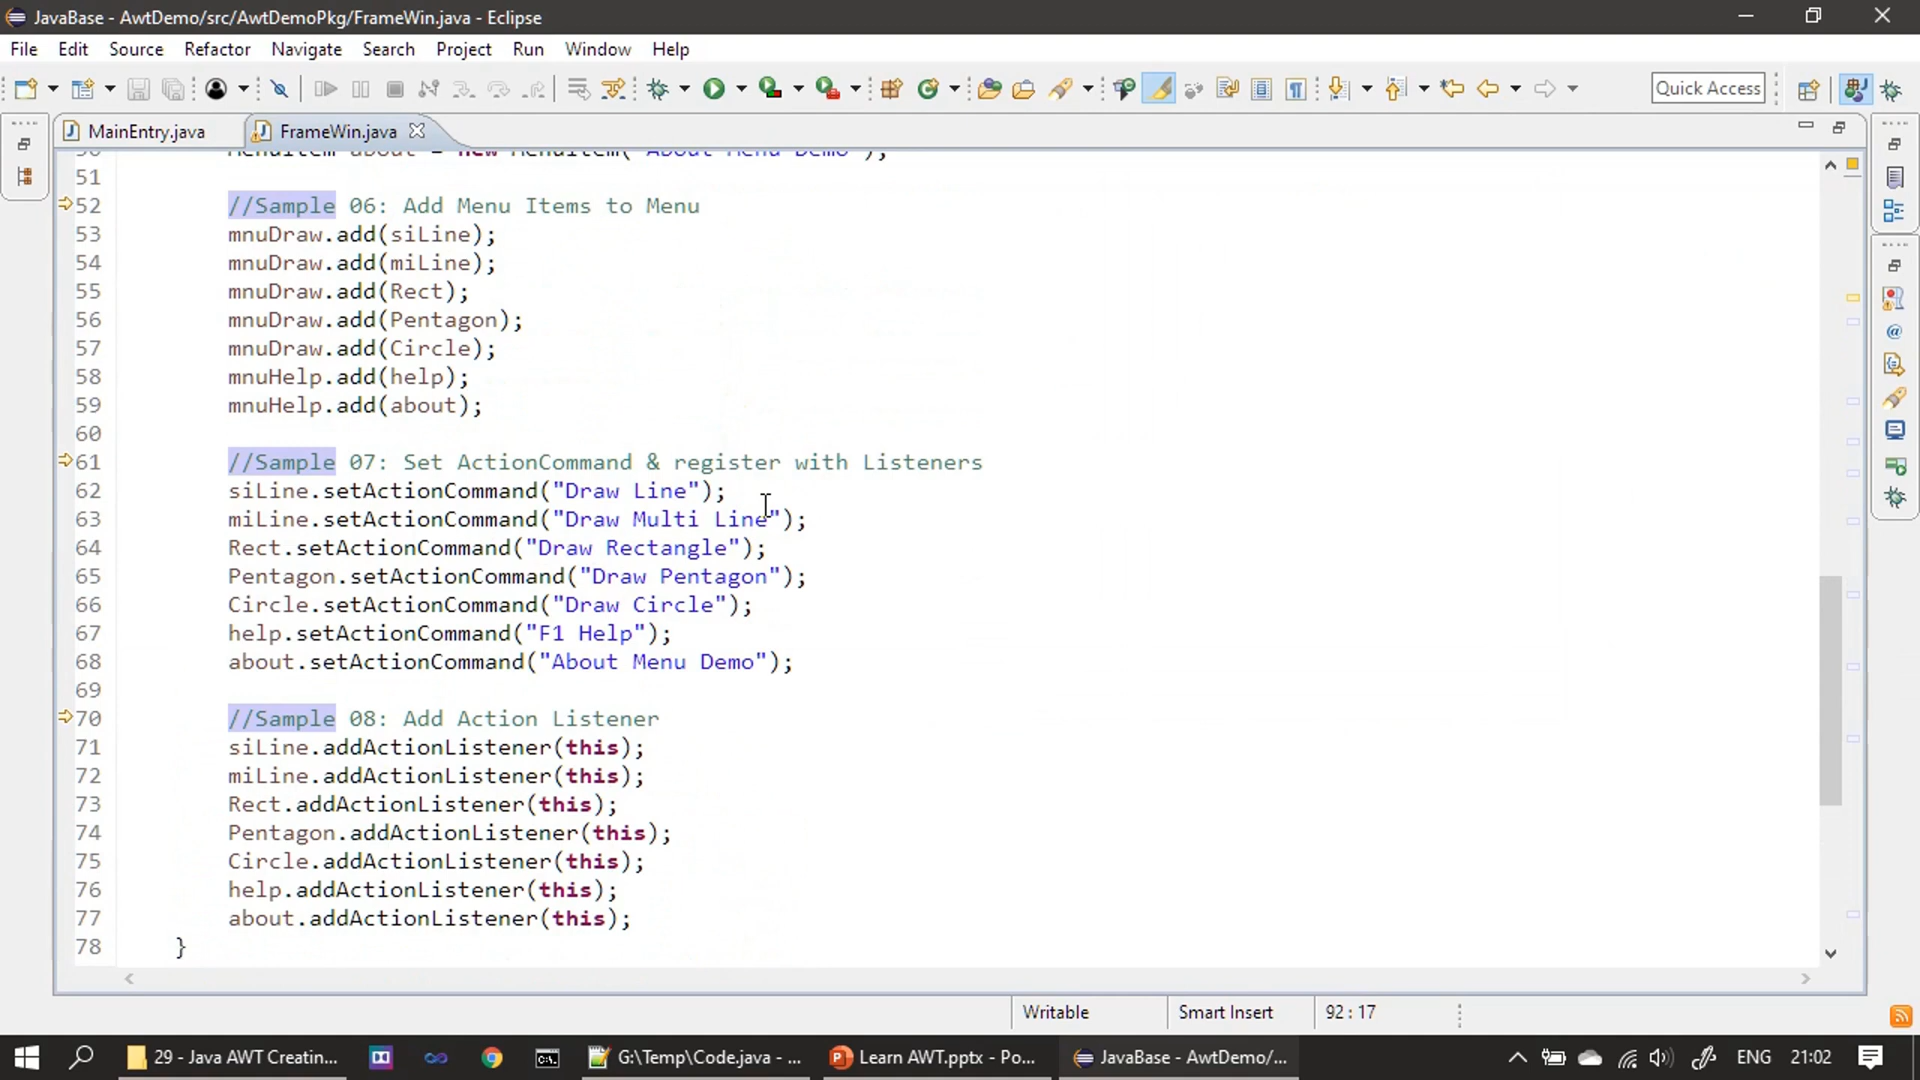 JavaBase - AwtDemo/src/AwtDemoPkg/FrameWin.java - Eclipse
File Edit Source Refactor Navigate Search Project Run Window Help
Quick Access
MainEntry.java FrameWin.java
50 MenuItem about = new MenuItem("About Menu Demo");
51
52 //Sample 06: Add Menu Items to Menu
53 mnuDraw.add(siLine);
54 mnuDraw.add(miLine);
55 mnuDraw.add(Rect);
56 mnuDraw.add(Pentagon);
57 mnuDraw.add(Circle);
58 mnuHelp.add(help);
59 mnuHelp.add(about);
60
61 //Sample 07: Set ActionCommand & register with Listeners
62 siLine.setActionCommand("Draw Line");
63 miLine.setActionCommand("Draw Multi Line");
64 Rect.setActionCommand("Draw Rectangle");
65 Pentagon.setActionCommand("Draw Pentagon");
66 Circle.setActionCommand("Draw Circle");
67 help.setActionCommand("F1 Help");
68 about.setActionCommand("About Menu Demo");
69
70 //Sample 08: Add Action Listener
71 siLine.addActionListener(this);
72 miLine.addActionListener(this);
73 Rect.addActionListener(this);
74 Pentagon.addActionListener(this);
75 Circle.addActionListener(this);
76 help.addActionListener(this);
77 about.addActionListener(this);
78 }
Writable Smart Insert 92 : 17
29 - Java AWT Creatin... G:\Temp\Code.java - ... Learn AWT.pptx - Po... JavaBase - AwtDemo/... ENG 21:02